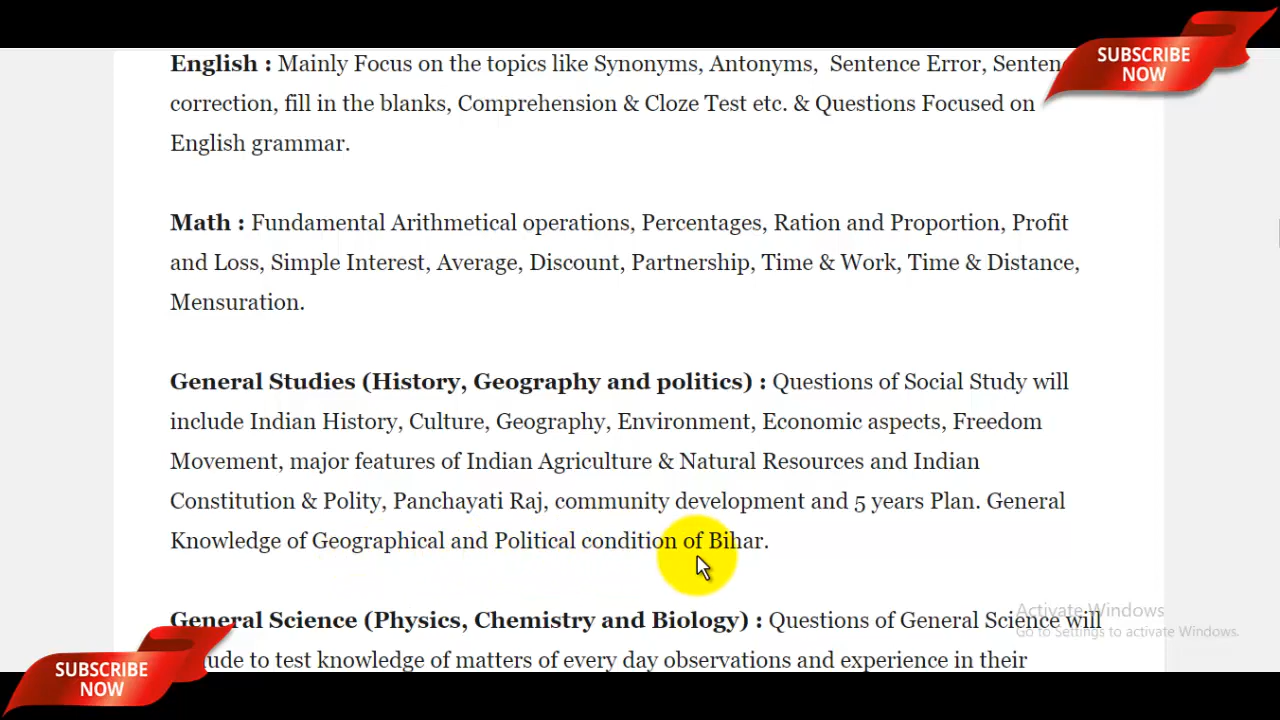 SUBSCRIBE
NOW
English : Mainly Focus on the topics like Synonyms, Antonyms, Sentence Error,
correction, fill in the blanks, Comprehension & Cloze Test etc. & Questions Focused on
English grammar.
Math : Fundamental Arithmetical operations, Percentages, Ration and Proportion, Profit
and Loss, Simple Interest, Average, Discount, Partnership, Time & Work, Time & Distance,
Mensuration.
General Studies (History, Geography and politics) : Questions of Social Study will
include Indian History, Culture, Geography, Environment, Economic aspects, Freedom
Movement, major features of Indian Agriculture & Natural Resources and Indian
Constitution & Polity, Panchayati Raj, community development and 5 years Plan. General
Knowledge of Geographical and Political condition of Bihar.
Activate Windows
Go to Settings to activate Windows.
General Science (Physics, Chemistry and Biology) : Questions of General Science will
to test knowledge of matters of every day observations and experience in their
SUBSCRIBE
NOW